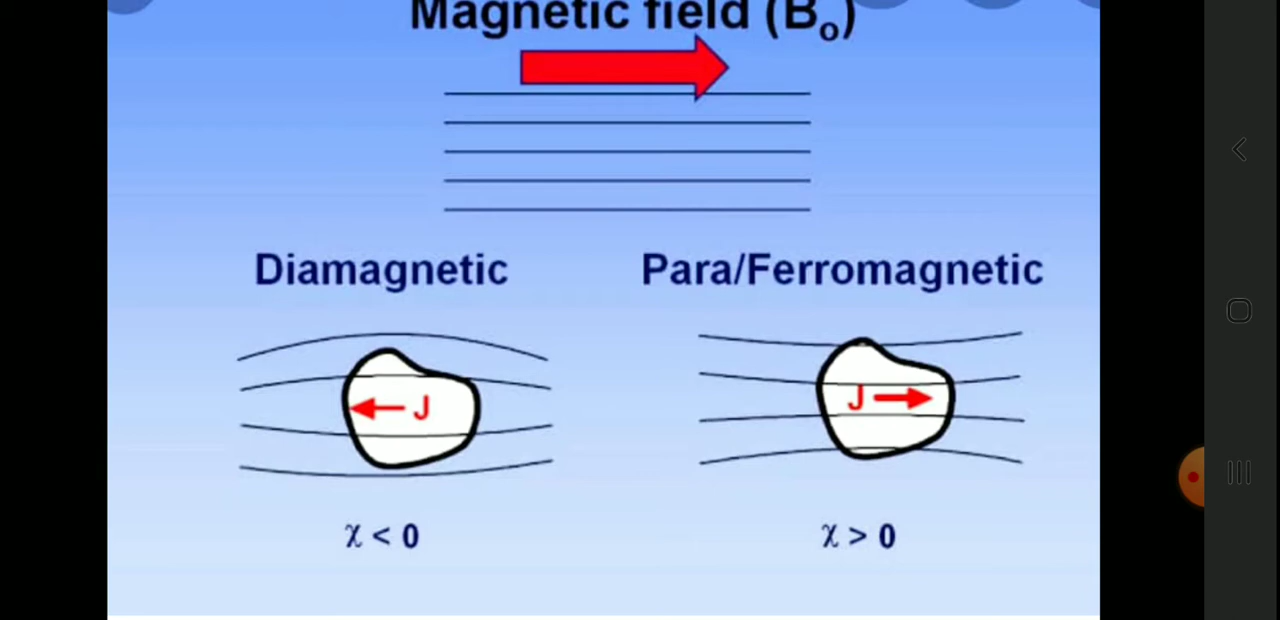 Magnetic field (Bo)
Diamagnetic
Para/Ferromagnetic
J
J
χ < 0
χ > 0